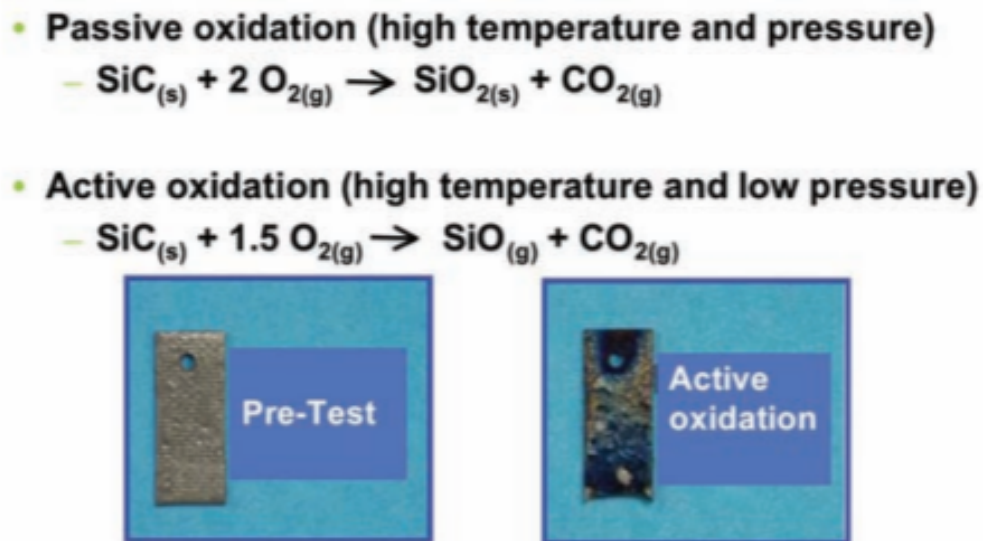 • Passive oxidation (high temperature and pressure)
– SiC(s) + 2 O2(g) → SiO2(s) + CO2(g)
• Active oxidation (high temperature and low pressure)
– SiC(s) + 1.5 O2(g) → SiO(g) + CO2(g)
Pre-Test
Active
oxidation